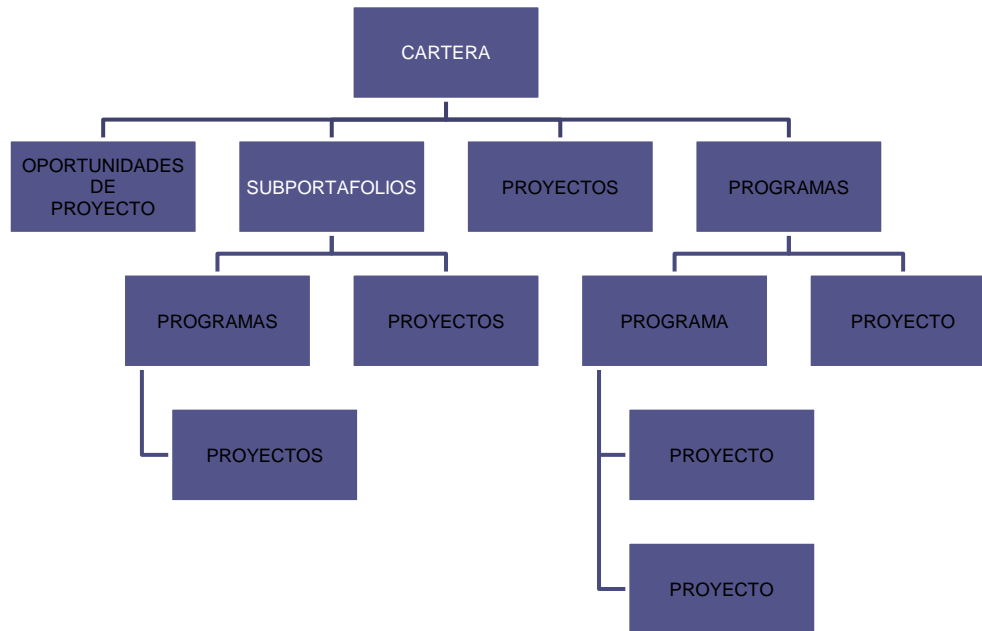 CARTERA
OPORTUNIDADES
DE
PROYECTO
SUBPORTAFOLIOS
PROYECTOS
PROGRAMAS
PROGRAMAS
PROYECTOS
PROGRAMA
PROYECTO
PROYECTOS
PROYECTO
PROYECTO